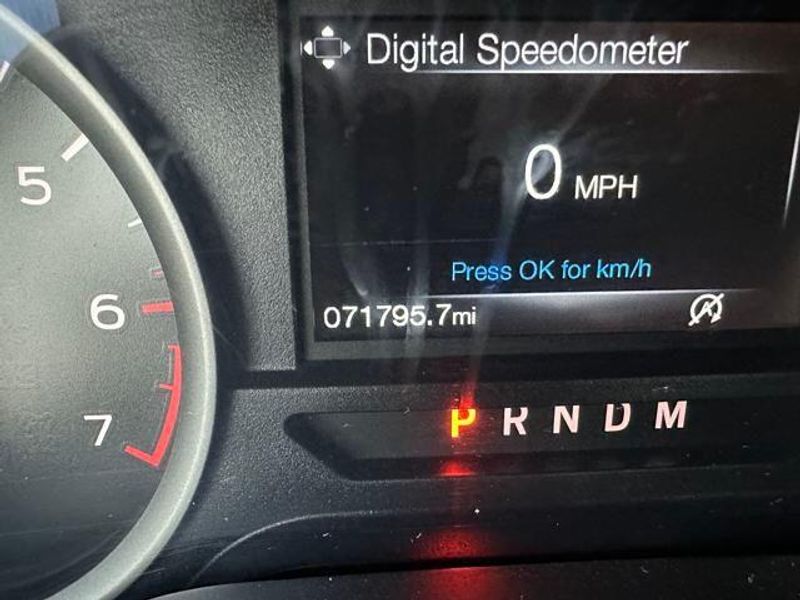 Digital Speedometer
5
0 MPH
Press OK for km/h
6
071795.7mi
7
P R N D M